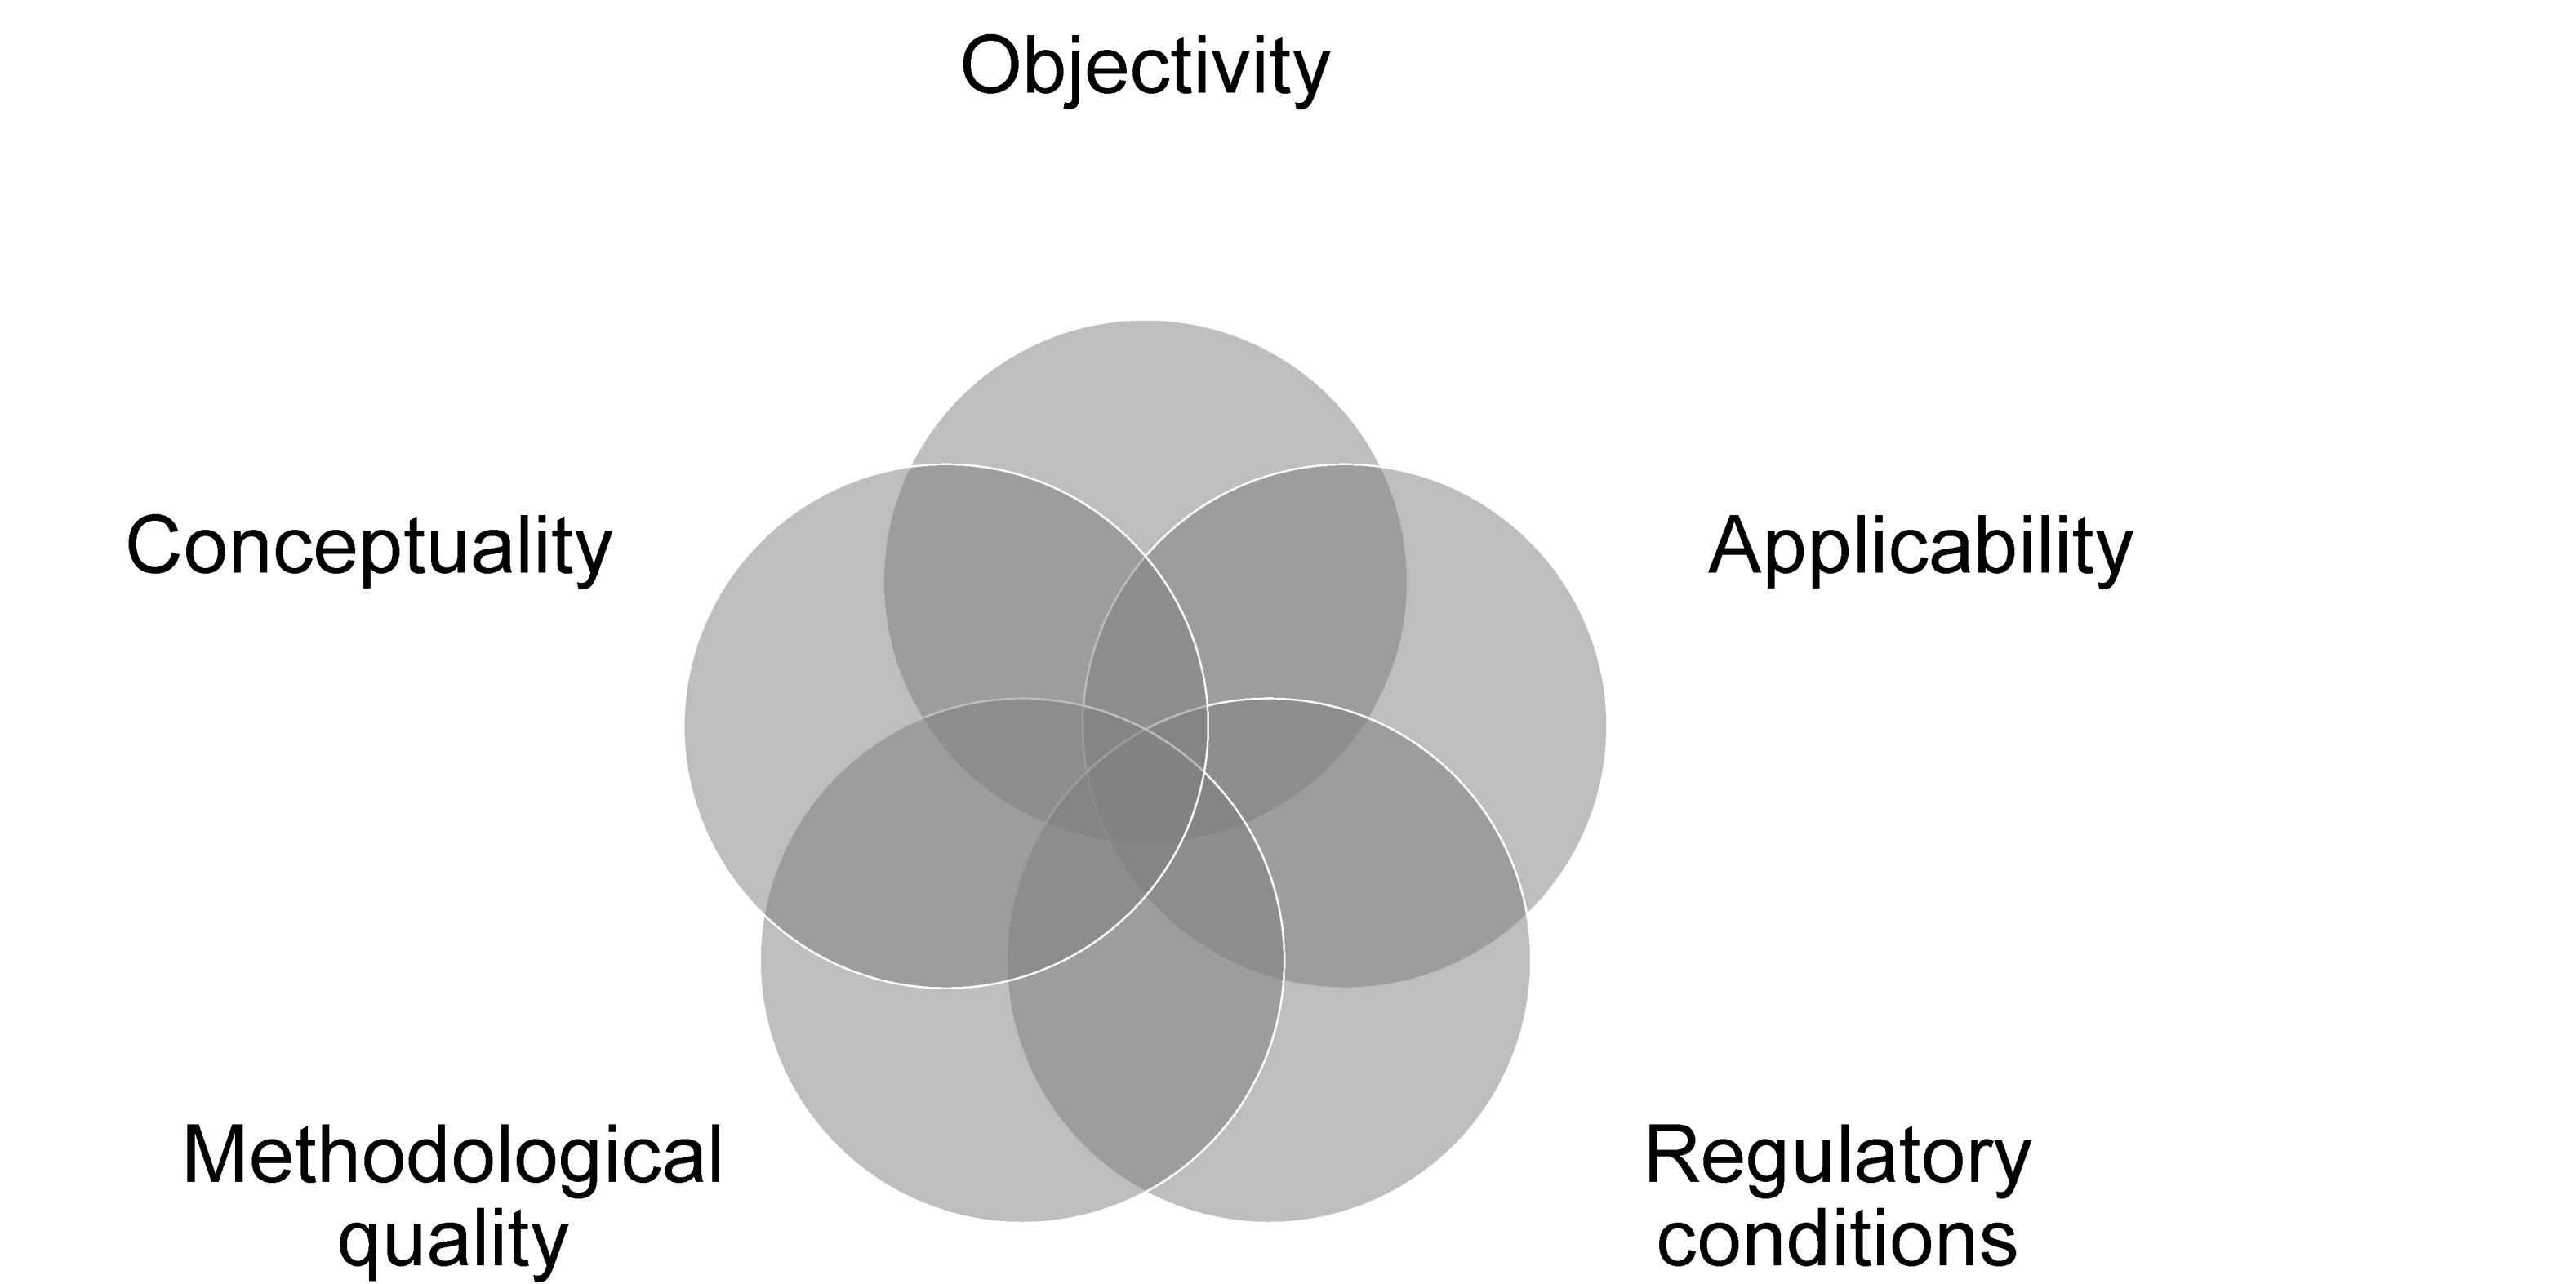 Objectivity
Conceptuality
Applicability
Methodological
quality
Regulatory
conditions